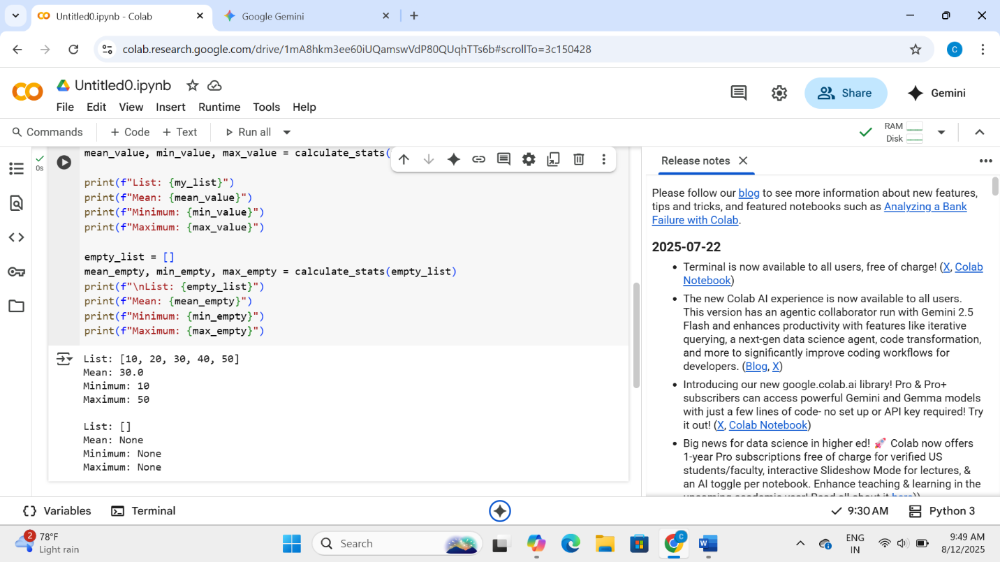 Untitled0.ipynb - Colab
Google Gemini
colab.research.google.com/drive/1mA8hkm3ee60iUQamswVdP80QUqhTTs6b#scrollTo=3c150428
C
Untitled0.ipynb
Share
Gemini
File Edit View Insert Runtime Tools Help
Commands + Code + Text Run all
RAM
Disk
0s
mean_value, min_value, max_value = calculate_stats(
print(f"List: {my_list}")
print(f"Mean: {mean_value}")
print(f"Minimum: {min_value}")
print(f"Maximum: {max_value}")
empty_list = []
mean_empty, min_empty, max_empty = calculate_stats(empty_list)
print(f"\nList: {empty_list}")
print(f"Mean: {mean_empty}")
print(f"Minimum: {min_empty}")
print(f"Maximum: {max_empty}")
List: [10, 20, 30, 40, 50]
Mean: 30.0
Minimum: 10
Maximum: 50
List: []
Mean: None
Minimum: None
Maximum: None
Release notes
Please follow our blog to see more information about new features,
tips and tricks, and featured notebooks such as Analyzing a Bank
Failure with Colab.
2025-07-22
• Terminal is now available to all users, free of charge! (X, Colab
Notebook)
• The new Colab AI experience is now available to all users.
This version has an agentic collaborator run with Gemini 2.5
Flash and enhances productivity with features like iterative
querying, a next-gen data science agent, code transformation,
and more to significantly improve coding workflows for
developers. (Blog, X)
• Introducing our new google.colab.ai library! Pro & Pro+
subscribers can access powerful Gemini and Gemma models
with just a few lines of code- no set up or API key required! Try
it out! (X, Colab Notebook)
• Big news for data science in higher ed! 🚀 Colab now offers
1-year Pro subscriptions free of charge for verified US
students/faculty, interactive Slideshow Mode for lectures, &
an AI toggle per notebook. Enhance teaching & learning in the
upcoming academic year! Read all about it here))
Variables
Terminal
9:30 AM
Python 3
2
78°F
Light rain
Search
C
W
ENG
IN
9:49 AM
8/12/2025